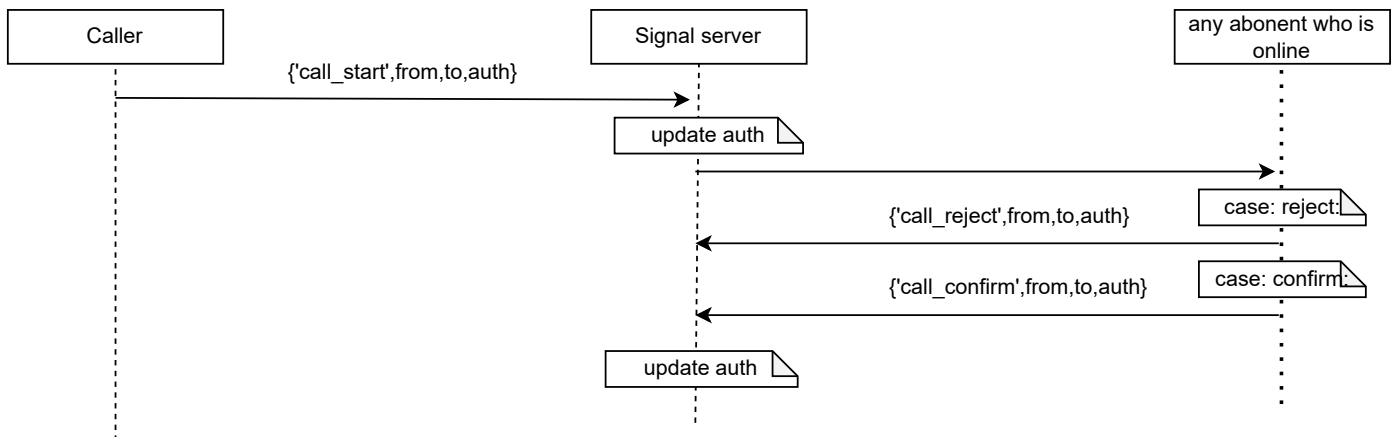 Caller
Signal server
any abonent who is
online
{'call_start',from,to,auth}
update auth
case: reject:
{'call_reject',from,to,auth}
case: confirm:
{'call_confirm',from,to,auth}
update auth